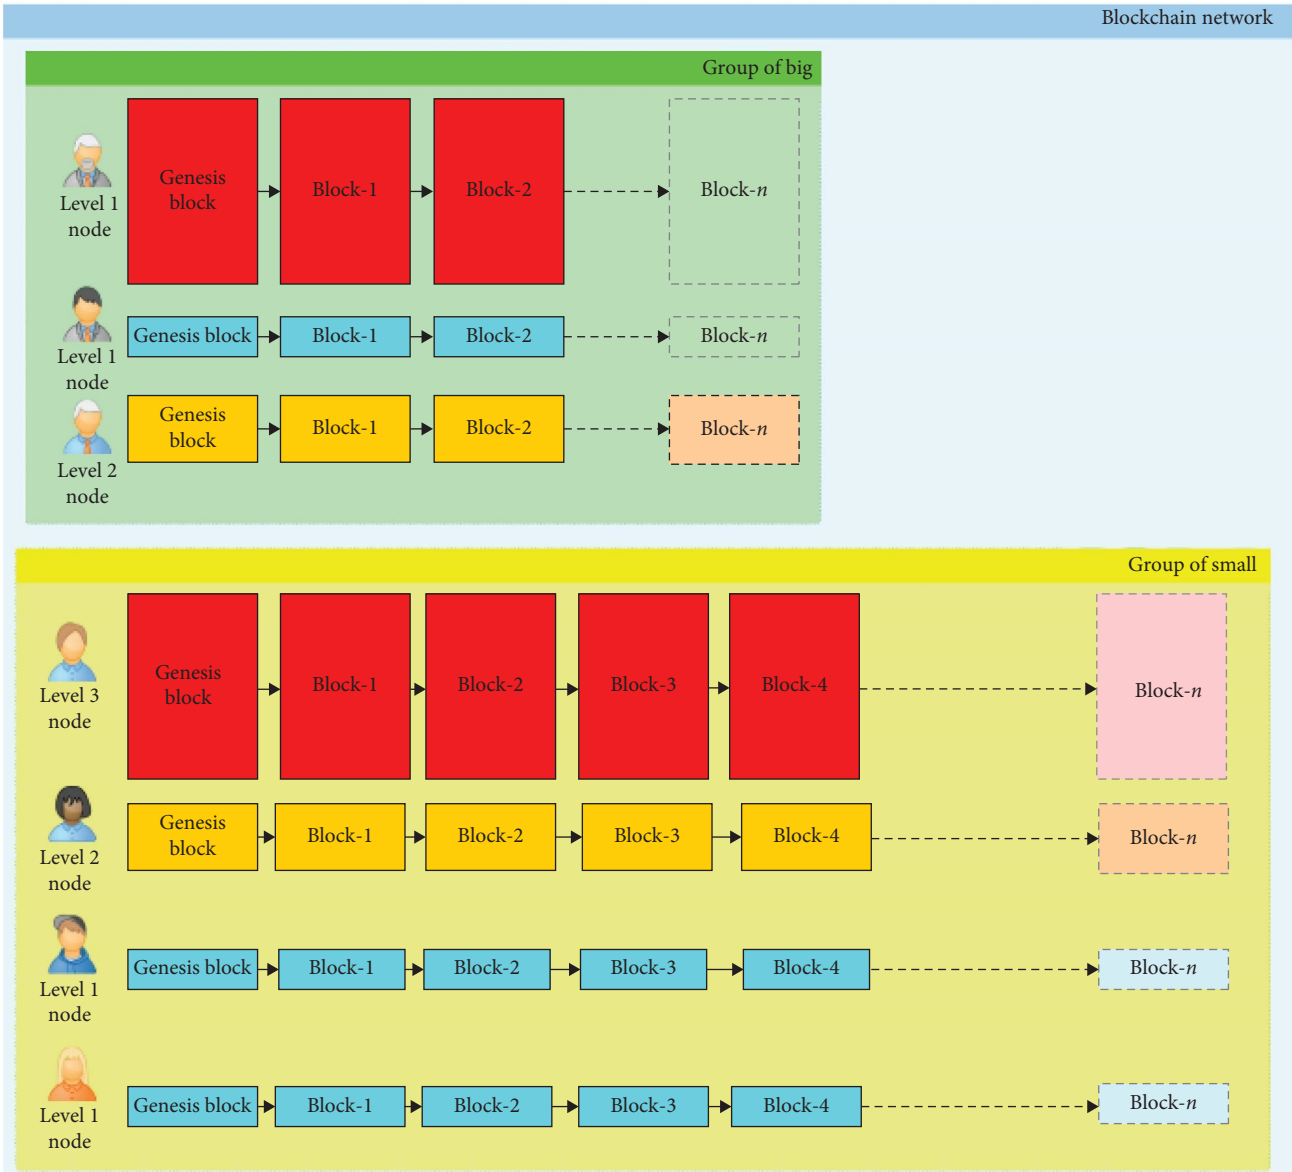 Blockchain network
Group of big
Level 1
node
Genesis
block
Block-1
Block-2
Block-n
Level 1
node
Genesis block
Block-1
Block-2
Block-n
Level 2
node
Genesis
block
Block-1
Block-2
Block-n
Group of small
Level 3
node
Genesis
block
Block-1
Block-2
Block-3
Block-4
Block-n
Level 2
node
Genesis
block
Block-1
Block-2
Block-3
Block-4
Block-n
Level 1
node
Genesis block
Block-1
Block-2
Block-3
Block-4
Block-n
Level 1
node
Genesis block
Block-1
Block-2
Block-3
Block-4
Block-n